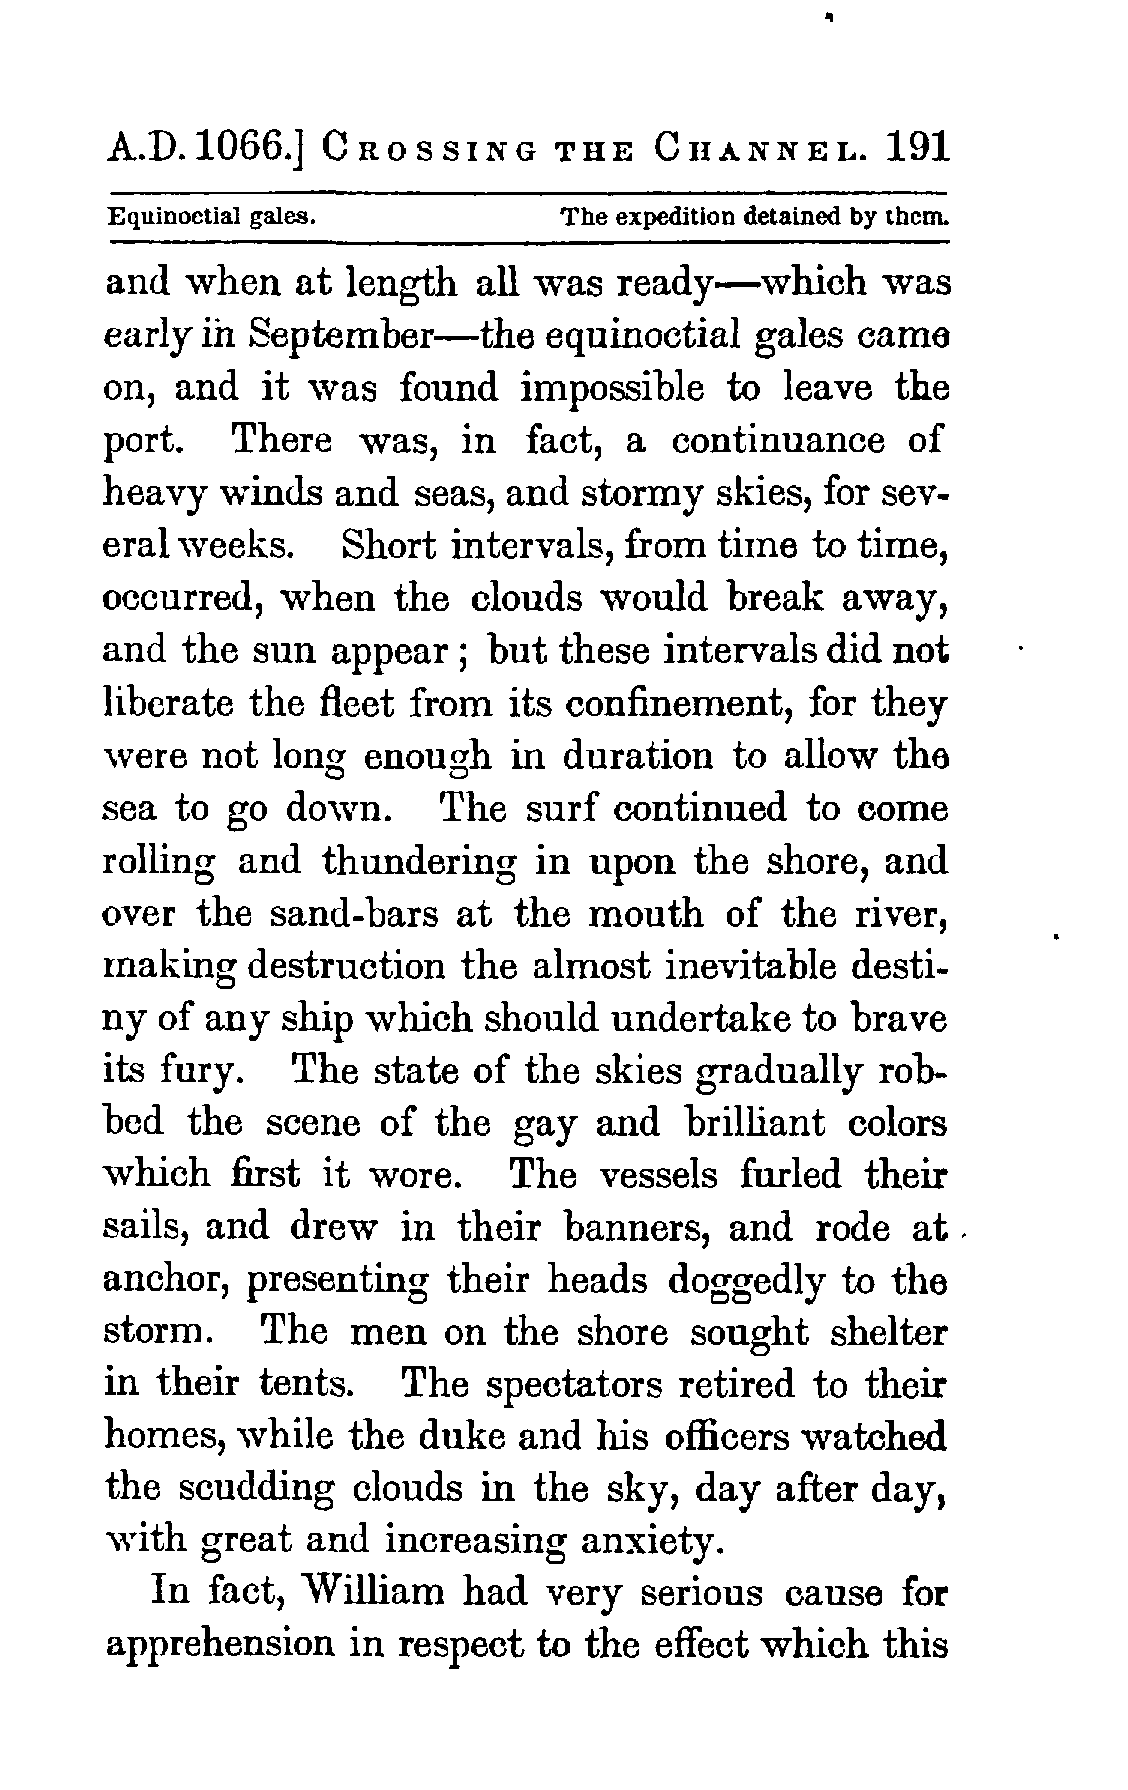 A.D. 1066.] CROSSING THE CHANNEL. 191
Equinoctial gales. The expedition detained by them.
and when at length all was ready—which was
early in September—the equinoctial gales came
on, and it was found impossible to leave the
port. There was, in fact, a continuance of
heavy winds and seas, and stormy skies, for sev-
eral weeks. Short intervals, from time to time,
occurred, when the clouds would break away,
and the sun appear; but these intervals did not
liberate the fleet from its confinement, for they
were not long enough in duration to allow the
sea to go down. The surf continued to come
rolling and thundering in upon the shore, and
over the sand-bars at the mouth of the river,
making destruction the almost inevitable desti-
ny of any ship which should undertake to brave
its fury. The state of the skies gradually rob-
bed the scene of the gay and brilliant colors
which first it wore. The vessels furled their
sails, and drew in their banners, and rode at
anchor, presenting their heads doggedly to the
storm. The men on the shore sought shelter
in their tents. The spectators retired to their
homes, while the duke and his officers watched
the scudding clouds in the sky, day after day,
with great and increasing anxiety.
In fact, William had very serious cause for
apprehension in respect to the effect which this